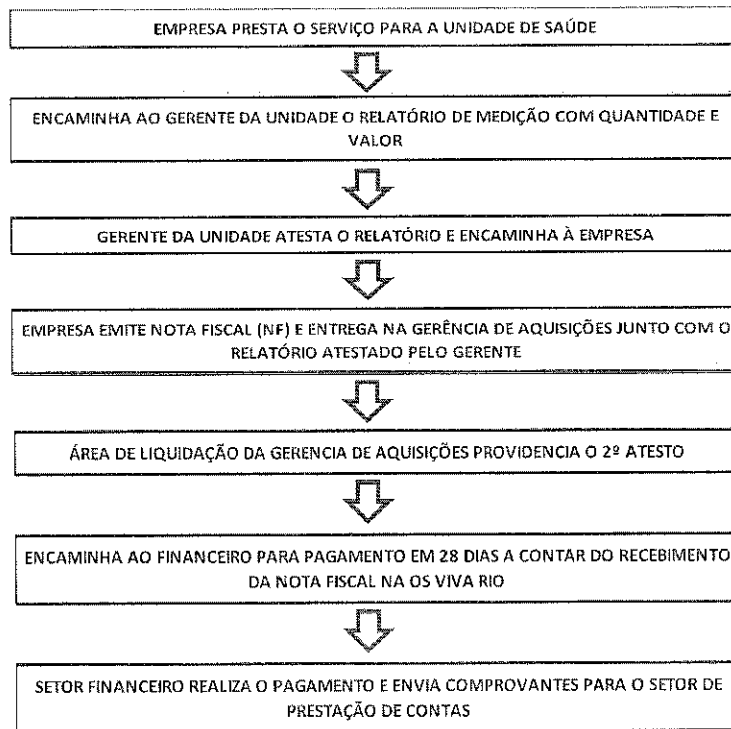 EMPRESA PRESTA O SERVIÇO PARA A UNIDADE DE SAÚDE
ENCAMINHA AO GERENTE DA UNIDADE O RELATÓRIO DE MEDIÇÃO COM QUANTIDADE E
VALOR
GERENTE DA UNIDADE ATESTA O RELATÓRIO E ENCAMINHA À EMPRESA
EMPRESA EMITE NOTA FISCAL (NF) E ENTREGA NA GERÊNCIA DE AQUISIÇÕES JUNTO COM O
RELATÓRIO ATESTADO PELO GERENTE
ÁREA DE LIQUIDAÇÃO DA GERENCIA DE AQUISIÇÕES PROVIDENCIA O 2º ATESTO
ENCAMINHA AO FINANCEIRO PARA PAGAMENTO EM 28 DIAS A CONTAR DO RECEBIMENTO
DA NOTA FISCAL NA OS VIVA RIO
SETOR FINANCEIRO REALIZA O PAGAMENTO E ENVIA COMPROVANTES PARA O SETOR DE
PRESTAÇÃO DE CONTAS